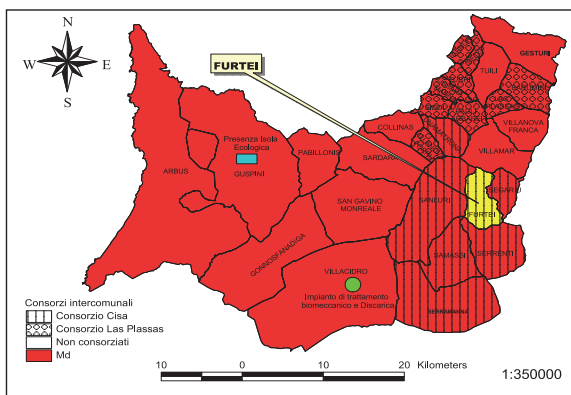 N
W E
S
FURTEI
GESTURI
TUILI
VILLANOVA
FRANCA
COLLINAS
VILLAMAR
Presenza Isola
Ecologica
PABILLONI
SARDARA
GUSPINI
ARBUS
SEGARIU
SAN GAVINO
MONREALE
SANLURI
FURTEI
GONNOSFANADIGA
SAMASSI
SERRENTI
VILLACIDRO
Impianto di trattamento
biomeccanico e Discarica
SERRAMANNA
Consorzi intercomunali
Consorzio Cisa
Consorzio Las Plassas
Non consorziati
Md
10 0 10 20 Kilometers
1:350000